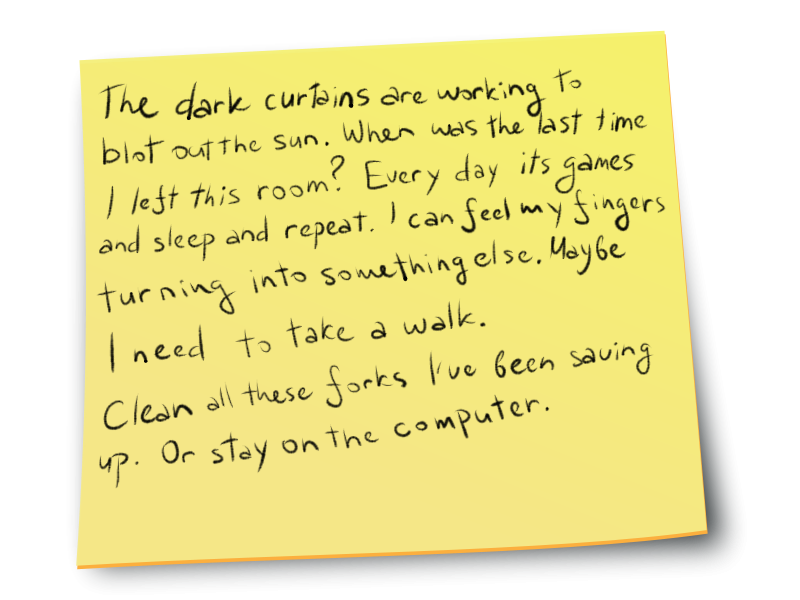 The dark curtains are working to
blot out the sun. When was the last time
I left this room? Every day its games
and sleep and repeat. I can feel my fingers
turning into something else. Maybe
I need to take a walk.
Clean all these forks I've been saving
up. Or stay on the computer.